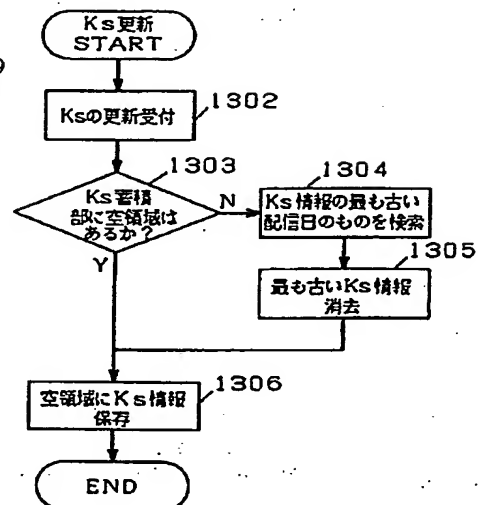 Ks更新
START
Ksの更新受付
1302
1303
Ks蓄積
部に空領域は
あるか？
N
Y
1304
Ks情報の最も古い
配信日のものを検索
1305
最も古いKs情報
消去
1306
空領域にKs情報
保存
END